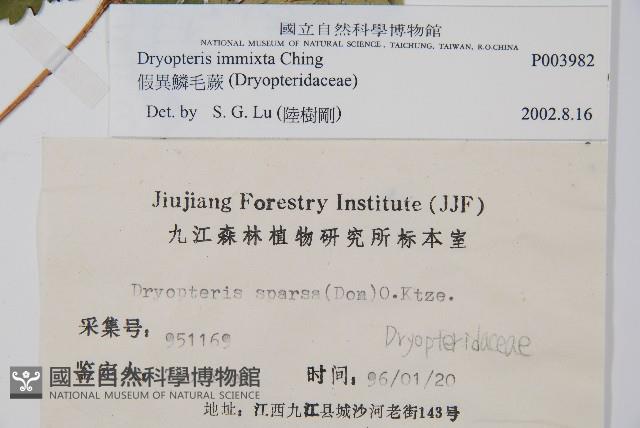 國立自然科學博物館
NATIONAL MUSEUM OF NATURAL SCIENCE, TAICHUNG, TAIWAN, R.O.CHINA
Dryopteris immixta Ching P003982
假異鱗毛蕨 (Dryopteridaceae)
Det. by S. G. Lu (陸樹剛) 2002.8.16
Jiujiang Forestry Institute (JJF)
九江森林植物研究所标本室
Dryopteris sparsa(Don)O.Ktze.
采集号: 951169 Dryopteridaceae
鉴定人。
时间: 96/01/20
國立自然科學博物館
NATIONAL MUSEUM OF NATURAL SCIENCE
地址: 江西九江县城沙河老街143号